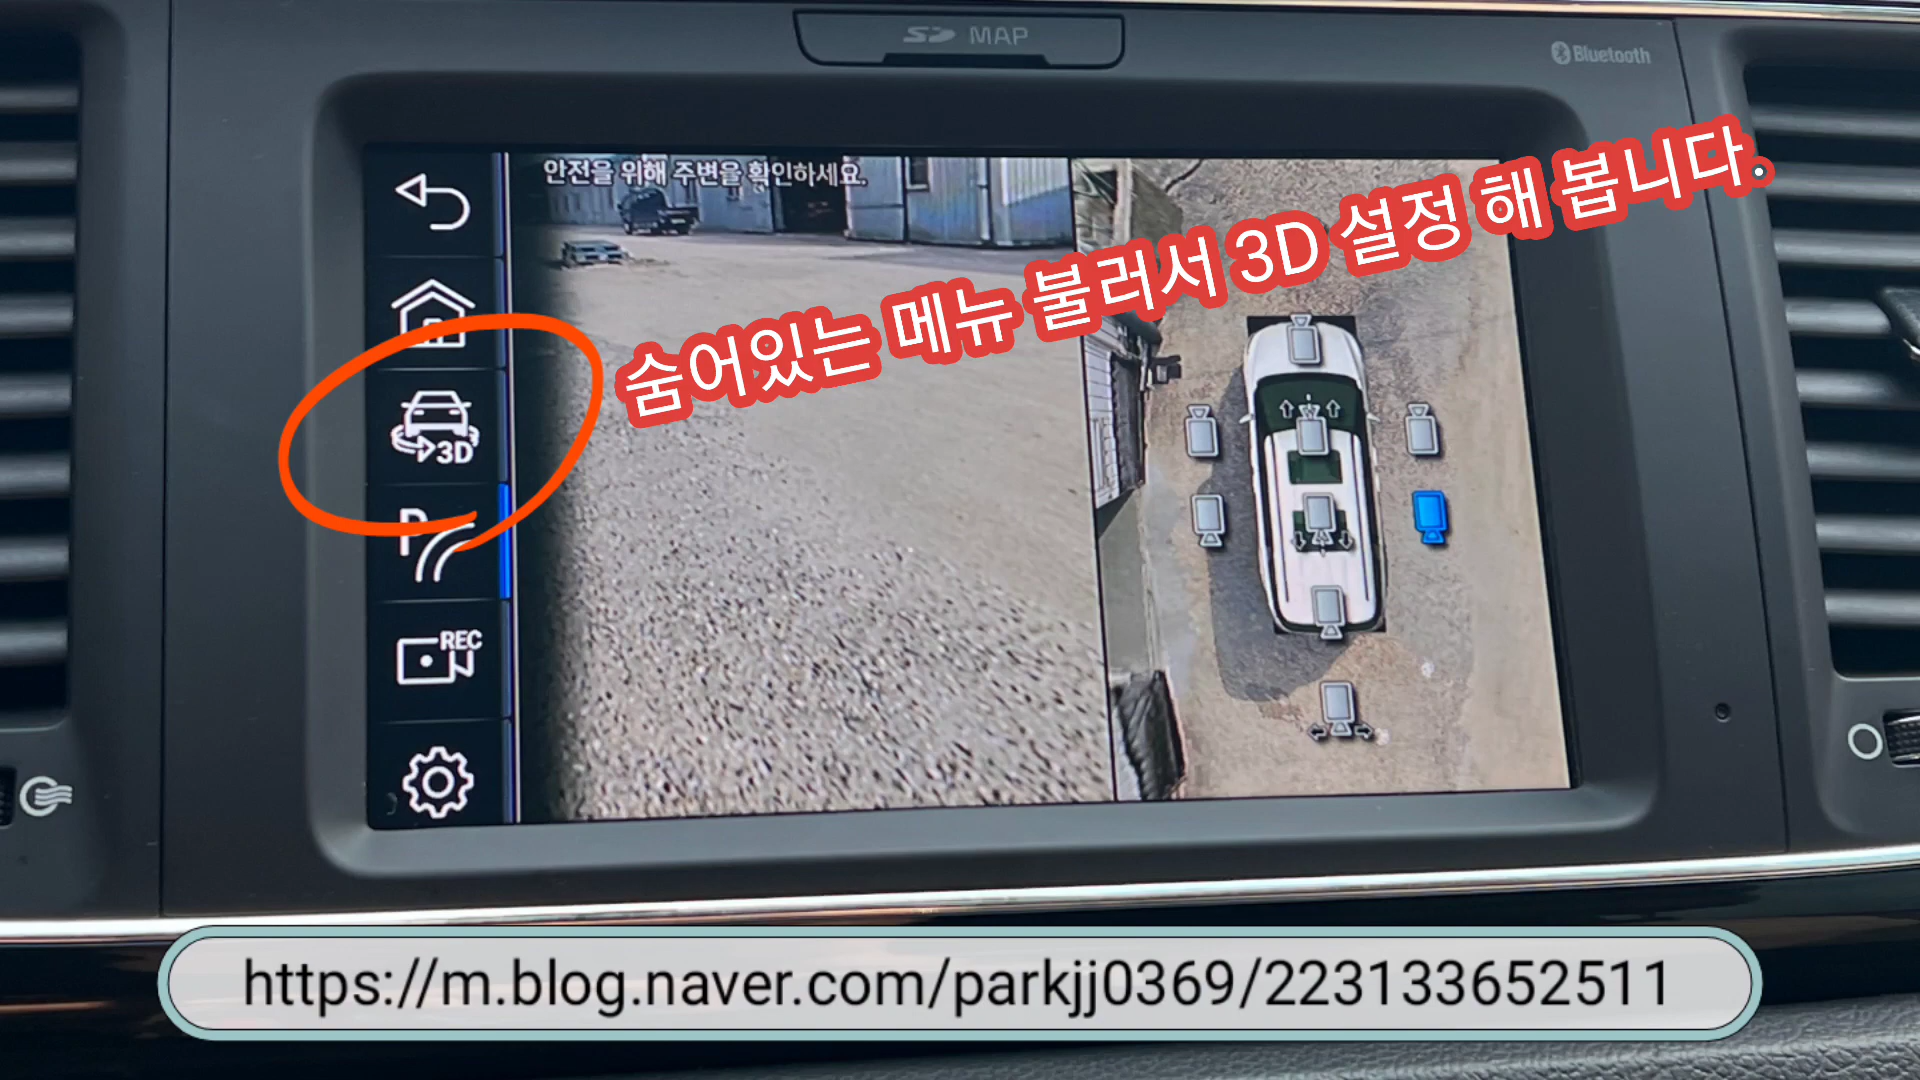 SD MAP
Bluetooth
안전을 위해 주변을 확인하세요.
숨어있는 메뉴 불러서 3D 설정 해 봅니다.
3D
P
REC
https://m.blog.naver.com/parkjj0369/223133652511